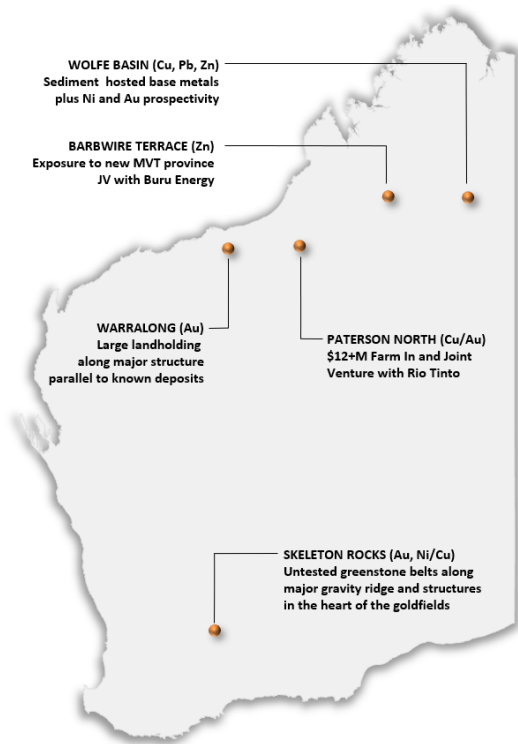 WOLFE BASIN (Cu, Pb, Zn)
Sediment hosted base metals
plus Ni and Au prospectivity
BARBWIRE TERRACE (Zn)
Exposure to new MVT province
JV with Buru Energy
WARRALONG (Au)
Large landholding
along major structure
parallel to known deposits
PATERSON NORTH (Cu/Au)
$12+M Farm In and Joint
Venture with Rio Tinto
SKELETON ROCKS (Au, Ni/Cu)
Untested greenstone belts along
major gravity ridge and structures
in the heart of the goldfields